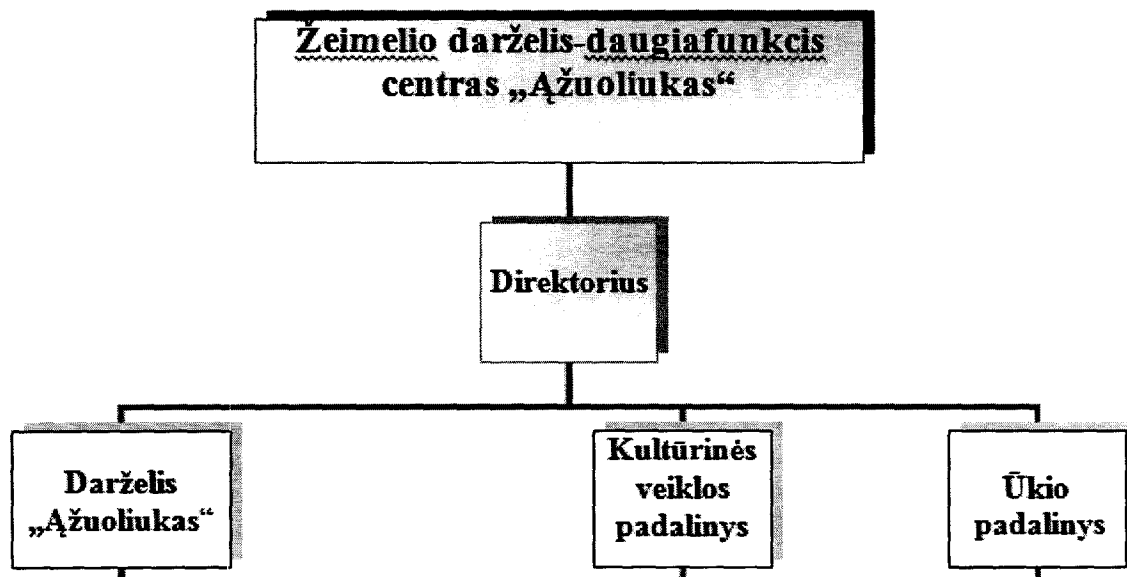 Žeimelio darželis-daugiafunkcis
centras „Ąžuoliukas“
Direktorius
Darželis
„Ąžuoliukas“
Kultūrinės
veiklos
padalinys
Ūkio
padalinys